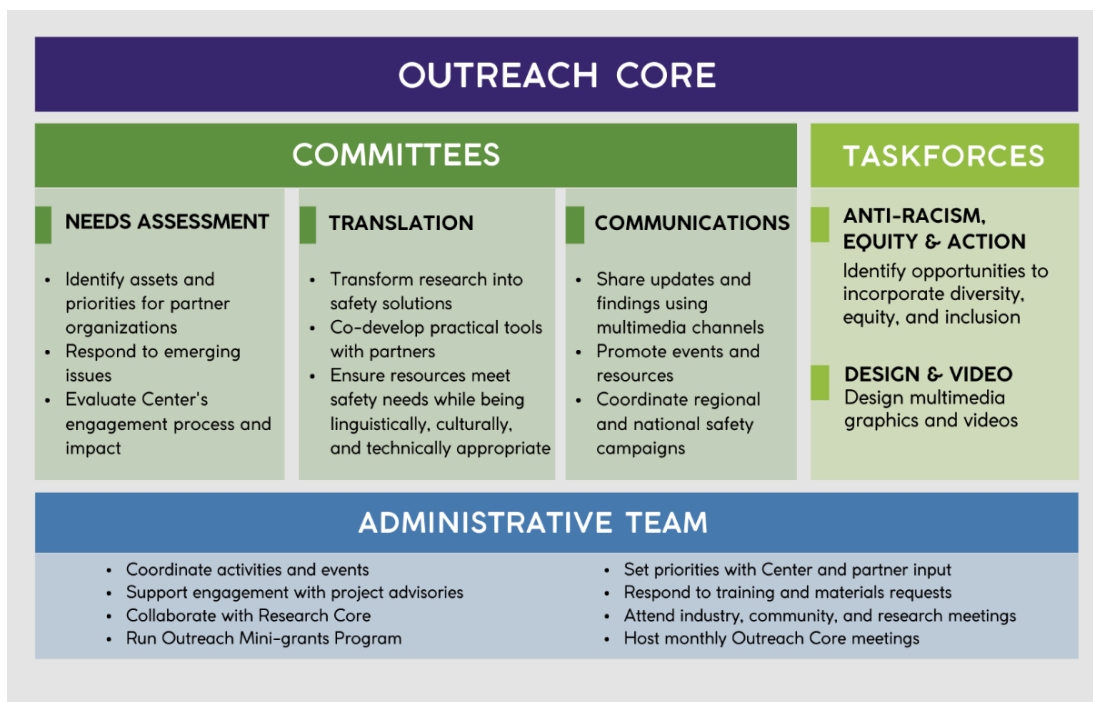 OUTREACH CORE
COMMITTEES
NEEDS ASSESSMENT
• Identify assets and
priorities for partner
organizations
• Respond to emerging
issues
• Evaluate Center's
engagement process and
impact
TRANSLATION
• Transform research into
safety solutions
• Co-develop practical tools
with partners
• Ensure resources meet
safety needs while being
linguistically, culturally,
and technically appropriate
COMMUNICATIONS
• Share updates and
findings using
multimedia channels
• Promote events and
resources
• Coordinate regional
and national safety
campaigns
TASKFORCES
ANTI-RACISM,
EQUITY & ACTION
Identify opportunities to
incorporate diversity,
equity, and inclusion
DESIGN & VIDEO
Design multimedia
graphics and videos
ADMINISTRATIVE TEAM
• Coordinate activities and events
• Support engagement with project advisories
• Collaborate with Research Core
• Run Outreach Mini-grants Program
• Set priorities with Center and partner input
• Respond to training and materials requests
• Attend industry, community, and research meetings
• Host monthly Outreach Core meetings